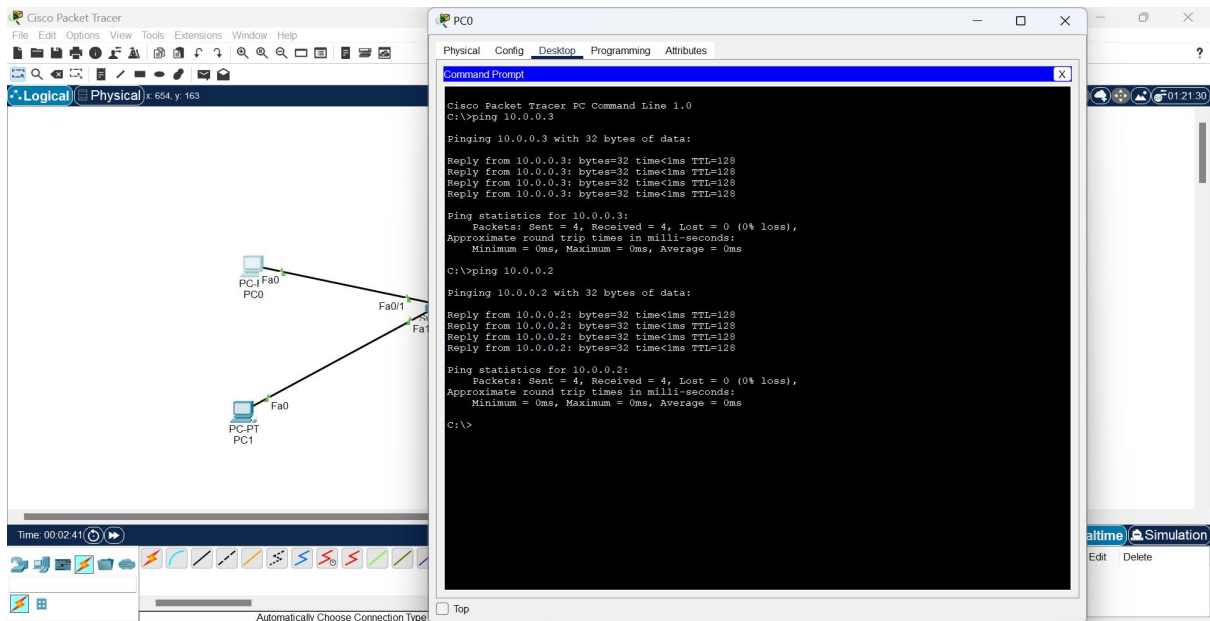 Cisco Packet Tracer
File Edit Options View Tools Extensions Window Help
?
Logical Physical x: 654, y: 163
01:21:30
PC0
Physical Config Desktop Programming Attributes
Command Prompt
X
Cisco Packet Tracer PC Command Line 1.0
C:\>ping 10.0.0.3
Pinging 10.0.0.3 with 32 bytes of data:
Reply from 10.0.0.3: bytes=32 time<1ms TTL=128
Reply from 10.0.0.3: bytes=32 time<1ms TTL=128
Reply from 10.0.0.3: bytes=32 time<1ms TTL=128
Reply from 10.0.0.3: bytes=32 time<1ms TTL=128
Ping statistics for 10.0.0.3:
Packets: Sent = 4, Received = 4, Lost = 0 (0% loss),
Approximate round trip times in milli-seconds:
Minimum = 0ms, Maximum = 0ms, Average = 0ms
C:\>ping 10.0.0.2
Pinging 10.0.0.2 with 32 bytes of data:
Reply from 10.0.0.2: bytes=32 time<1ms TTL=128
Reply from 10.0.0.2: bytes=32 time<1ms TTL=128
Reply from 10.0.0.2: bytes=32 time<1ms TTL=128
Reply from 10.0.0.2: bytes=32 time<1ms TTL=128
Ping statistics for 10.0.0.2:
Packets: Sent = 4, Received = 4, Lost = 0 (0% loss),
Approximate round trip times in milli-seconds:
Minimum = 0ms, Maximum = 0ms, Average = 0ms
C:\>
Top
Fa0
PC0
Fa0/1
Fa1
Fa0
PC-PT
PC1
Time: 00:02:41
altime Simulation
Edit Delete
Automatically Choose Connection Type